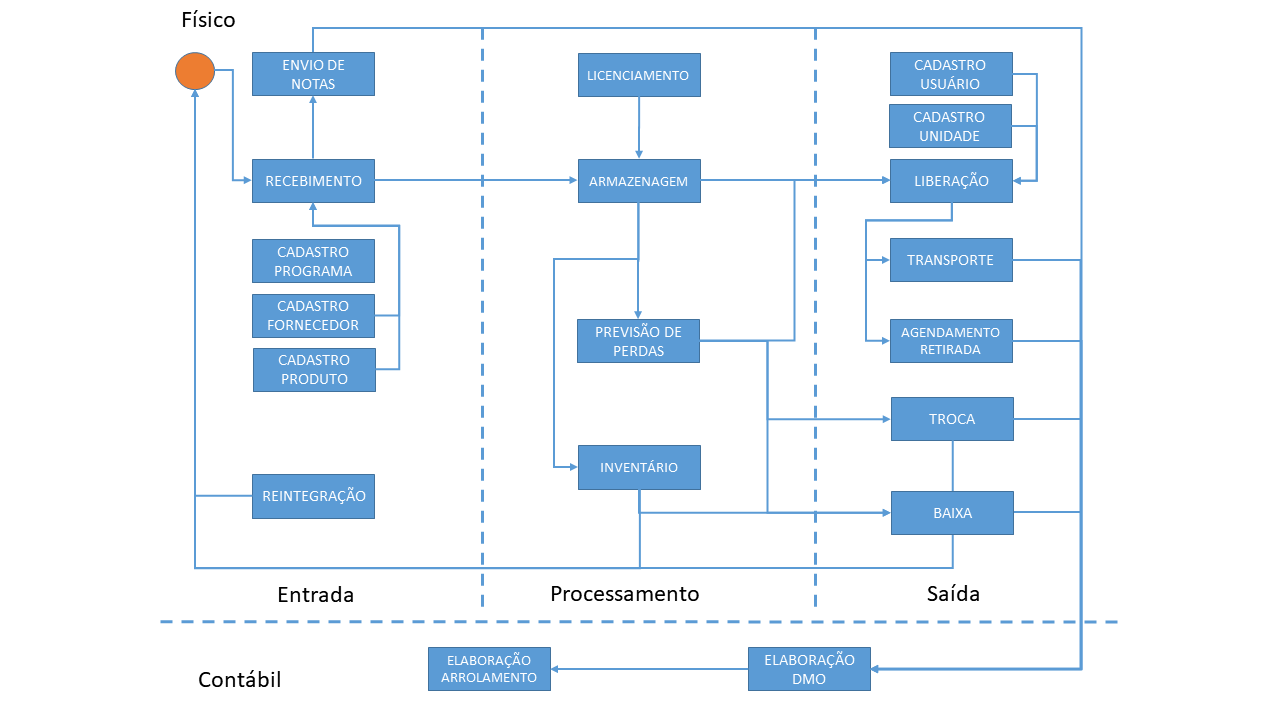 Físico
ENVIO DE
NOTAS
RECEBIMENTO
CADASTRO
PROGRAMA
CADASTRO
FORNECEDOR
CADASTRO
PRODUTO
REINTEGRAÇÃO
Entrada
LICENCIAMENTO
ARMAZENAGEM
PREVISÃO DE
PERDAS
INVENTÁRIO
Processamento
CADASTRO
USUÁRIO
CADASTRO
UNIDADE
LIBERAÇÃO
TRANSPORTE
AGENDAMENTO
RETIRADA
TROCA
BAIXA
Saída
Contábil
ELABORAÇÃO
ARROLAMENTO
ELABORAÇÃO
DMO